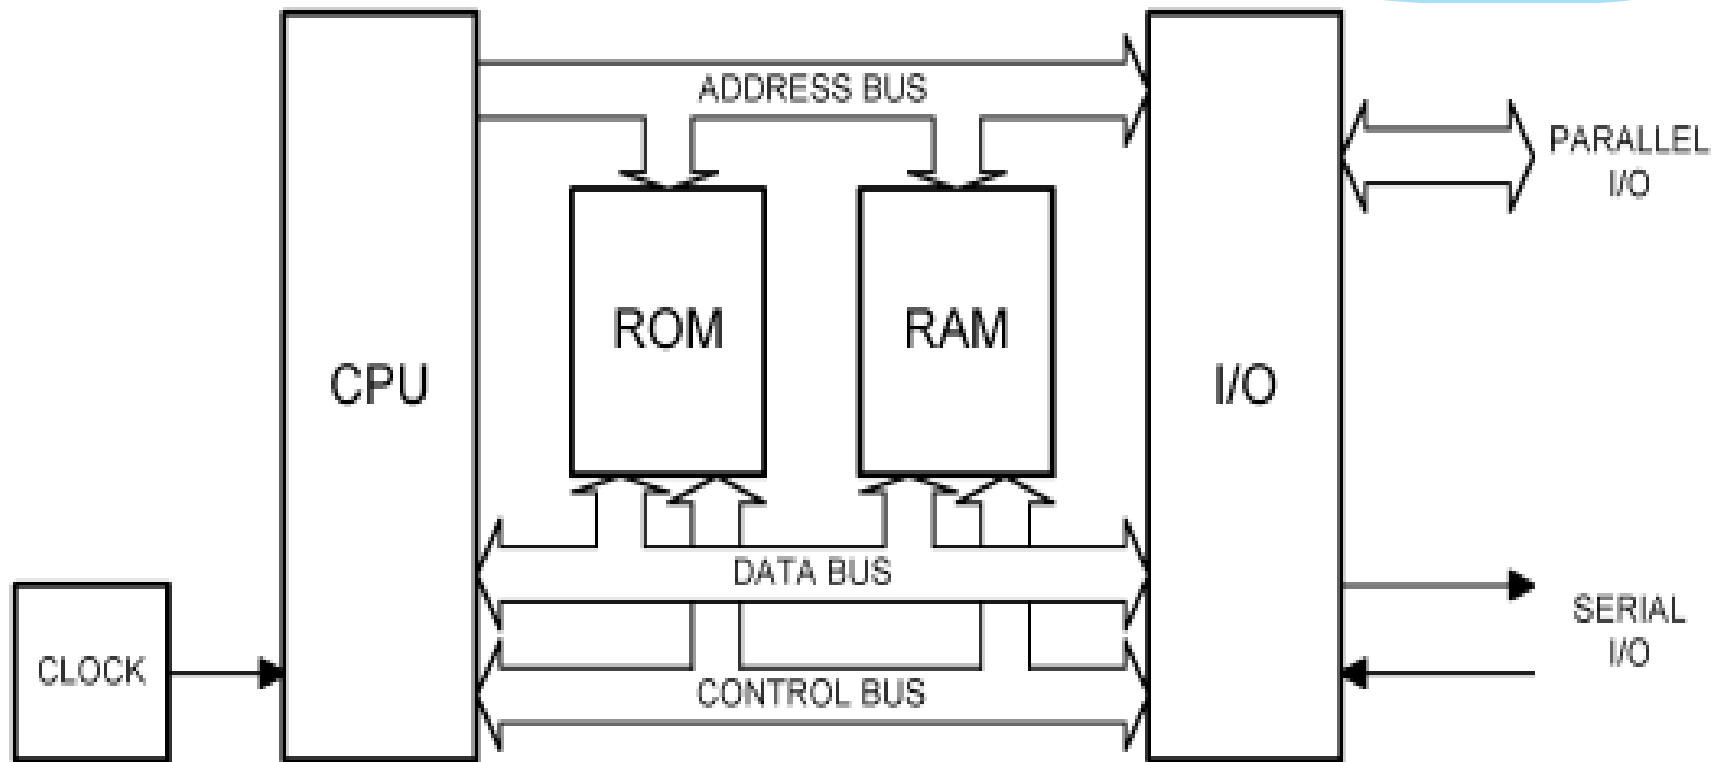 ADDRESS BUS
PARALLEL
I/O
ROM
RAM
CPU
I/O
DATA BUS
SERIAL
I/O
CLOCK
CONTROL BUS